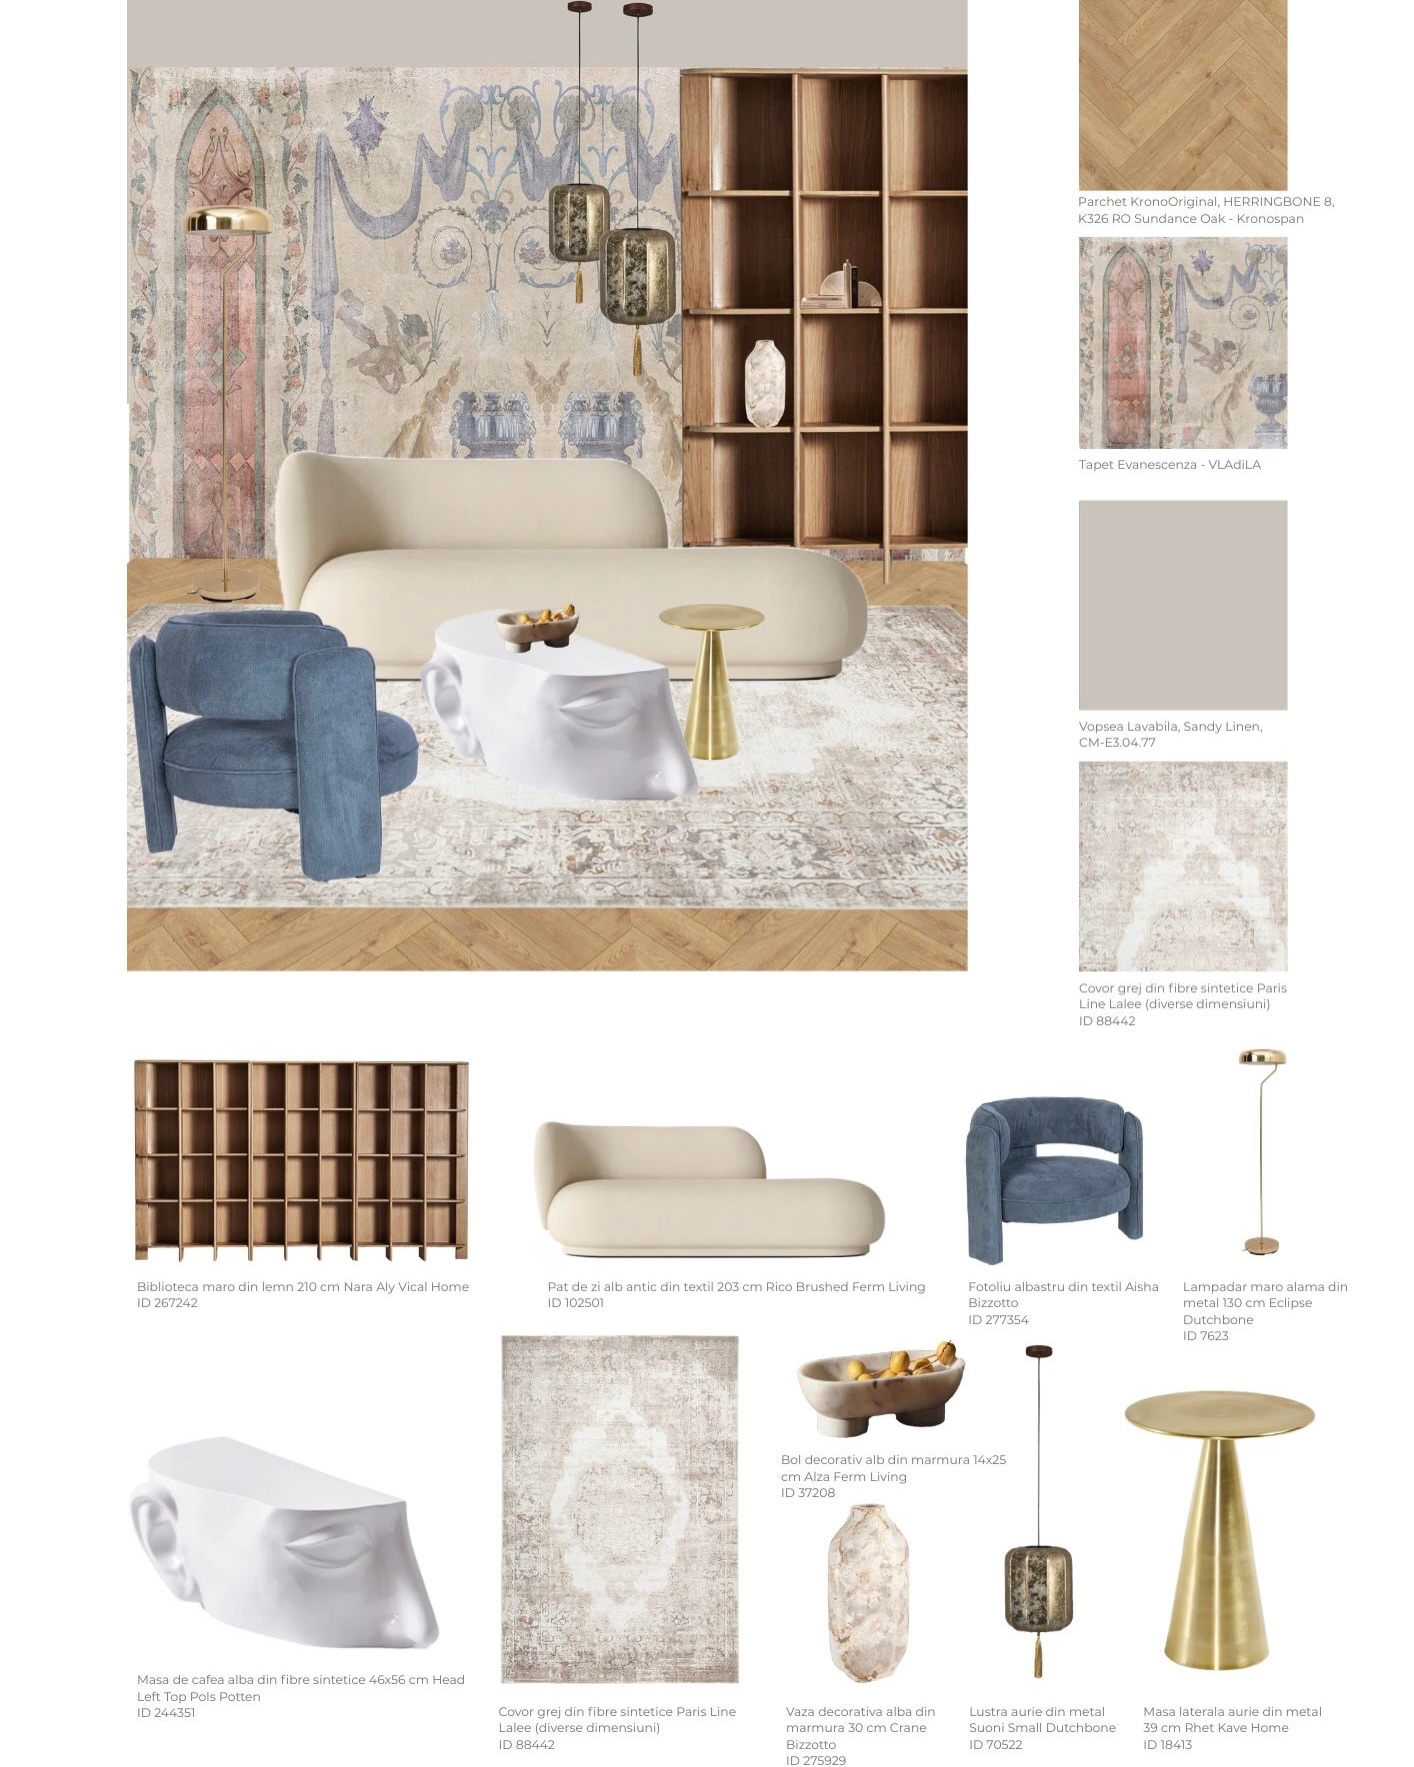 Parchet KronoOriginal, HERRINGBONE 8,
K326 RO Sundance Oak - Kronospan
Tapet Evanescenza - VLAdiLA
Vopsea Lavabila, Sandy Linen,
CM-E3.04.77
Covor grej din fibre sintetice Paris
Line Lalee (diverse dimensiuni)
ID 88442
Biblioteca maro din lemn 210 cm Nara Aly Vical Home
ID 267242
Pat de zi alb antic din textil 203 cm Rico Brushed Ferm Living
ID 102501
Fotoliu albastru din textil Aisha
Bizzotto
ID 277354
Lampadar maro alama din
metal 130 cm Eclipse
Dutchbone
ID 7623
Masa de cafea alba din fibre sintetice 46x56 cm Head
Left Top Pols Potten
ID 244351
Covor grej din fibre sintetice Paris Line
Lalee (diverse dimensiuni)
ID 88442
Bol decorativ alb din marmura 14x25
cm Alza Ferm Living
ID 37208
Vaza decorativa alba din
marmura 30 cm Crane
Bizzotto
ID 275929
Lustra aurie din metal
Suoni Small Dutchbone
ID 70522
Masa laterala aurie din metal
39 cm Rhet Kave Home
ID 18413